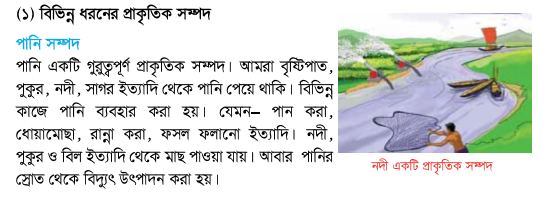 (১) বিভিন্ন ধরনের প্রাকৃতিক সম্পদ
পানি সম্পদ
পানি একটি গুরুত্বপূর্ণ প্রাকৃতিক সম্পদ। আমরা বৃষ্টিপাত,
পুকুর, নদী, সাগর ইত্যাদি থেকে পানি পেয়ে থাকি। বিভিন্ন
কাজে পানি ব্যবহার করা হয়। যেমন– পান করা,
ধোয়ামোছা, রান্না করা, ফসল ফলানো ইত্যাদি। নদী,
পুকুর ও বিল ইত্যাদি থেকে মাছ পাওয়া যায়। আবার পানির
স্রোত থেকে বিদ্যুৎ উৎপাদন করা হয়।
নদী একটি প্রাকৃতিক সম্পদ